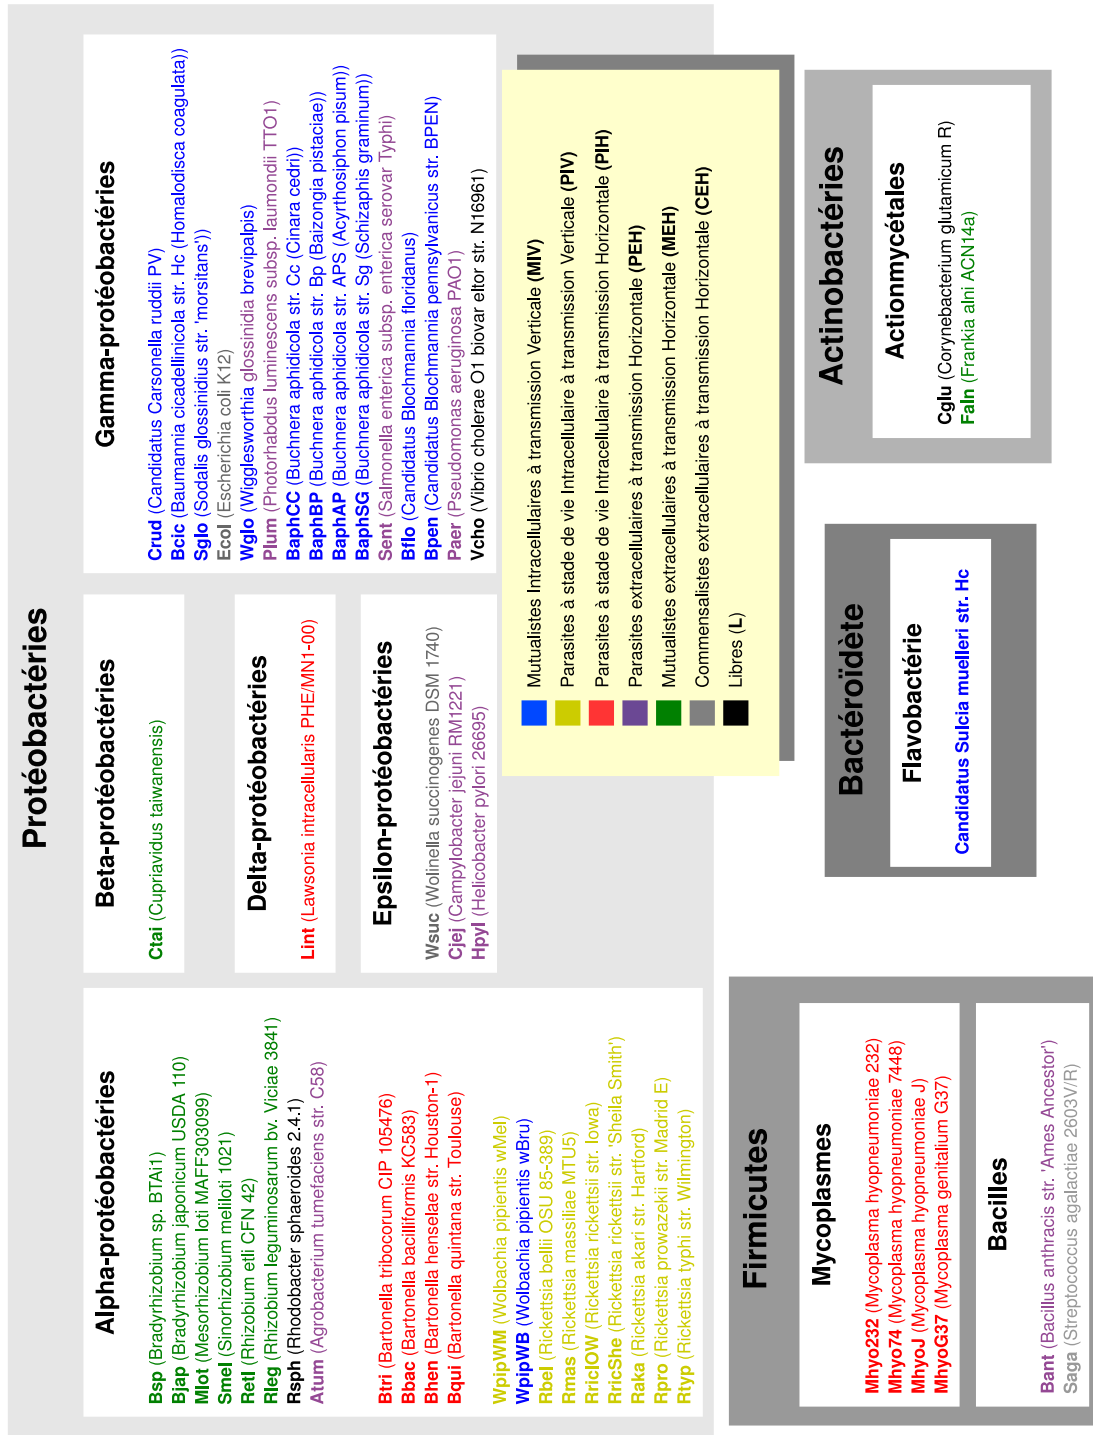 Protéobactéries
Alpha-protéobactéries
Bsp (Bradyrhizobium sp. BTAi1)
Bjap (Bradyrhizobium japonicum USDA 110)
Mlot (Mesorhizobium loti MAFF303099)
Smel (Sinorhizobium meliloti 1021)
Retl (Rhizobium etli CFN 42)
Rleg (Rhizobium leguminosarum bv. Viciae 3841)
Rsph (Rhodobacter sphaeroides 2.4.1)
Atum (Agrobacterium tumefaciens str. C58)
Btri (Bartonella tribocorum CIP 105476)
Bbac (Bartonella bacilliformis KC583)
Bhen (Bartonella henselae str. Houston-1)
Bqui (Bartonella quintana str. Toulouse)
WpipWM (Wolbachia pipientis wMel)
WpipWB (Wolbachia pipientis wBru)
Rbel (Rickettsia bellii OSU 85-389)
Rmas (Rickettsia massiliae MTU5)
RricIOW (Rickettsia rickettsii str. Iowa)
RricShe (Rickettsia rickettsii str. 'Sheila Smith')
Raka (Rickettsia akari str. Hartford)
Rpro (Rickettsia prowazekii str. Madrid E)
Rtyp (Rickettsia typhi str. Wilmington)
Beta-protéobactéries
Ctai (Cupriavidus taiwanensis)
Delta-protéobactéries
Lint (Lawsonia intracellularis PHE/MN1-00)
Epsilon-protéobactéries
Wsuc (Wolinella succinogenes DSM 1740)
Cjej (Campylobacter jejuni RM1221)
Hpyl (Helicobacter pylori 26695)
Gamma-protéobactéries
Crud (Candidatus Carsonella ruddii PV)
Bcic (Baumannia cicadellinicola str. Hc (Homalodisca coagulata))
Sglo (Sodalis glossinidius str. 'morsitans'))
Ecol (Escherichia coli K12)
Wglo (Wigglesworthia glossinidia brevipalpis)
Plum (Photorhabdus luminescens subsp. laumondii TTO1)
BaphCC (Buchnera aphidicola str. Cc (Cinara cedri))
BaphBP (Buchnera aphidicola str. Bp (Baizongia pistaciae))
BaphAP (Buchnera aphidicola str. APS (Acyrthosiphon pisum))
BaphSG (Buchnera aphidicola str. Sg (Schizaphis graminum))
Sent (Salmonella enterica subsp. enterica serovar Typhi)
Bflo (Candidatus Blochmannia floridanus)
Bpen (Candidatus Blochmannia pennsylvanicus str. BPEN)
Paer (Pseudomonas aeruginosa PAO1)
Vcho (Vibrio cholerae O1 biovar eltor str. N16961)
Mutualistes Intracellulaires à transmission Verticale (MIV)
Parasites à stade de vie Intracellulaire à transmission Verticale (PIV)
Parasites à stade de vie Intracellulaire à transmission Horizontale (PIH)
Parasites extracellulaires à transmission Horizontale (PEH)
Mutualistes extracellulaires à transmission Horizontale (MEH)
Commensalistes extracellulaires à transmission Horizontale (CEH)
Libres (L)
Firmicutes
Mycoplasmes
Mhyo232 (Mycoplasma hyopneumoniae 232)
Mhyo74 (Mycoplasma hyopneumoniae 7448)
MhyoJ (Mycoplasma hyopneumoniae J)
MhyoG37 (Mycoplasma genitalium G37)
Bacilles
Bant (Bacillus anthracis str. 'Ames Ancestor')
Saga (Streptococcus agalactiae 2603V/R)
Bactéroïdète
Flavobactérie
Candidatus Sulcia muelleri str. Hc
Actinobactéries
Actionmycétales
Cglu (Corynebacterium glutamicum R)
Faln (Frankia alni ACN14a)